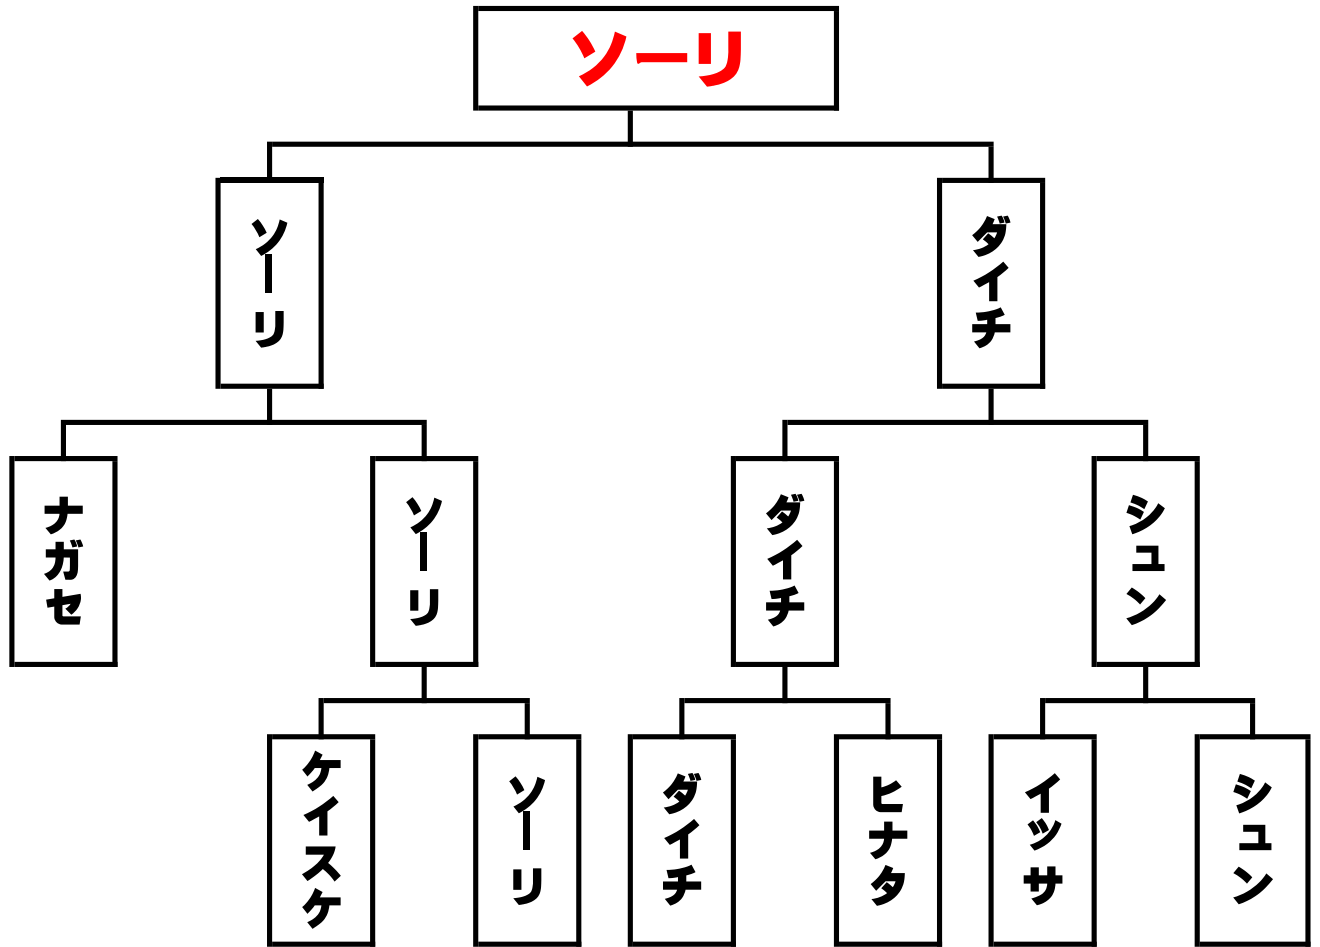 ソーリ
ソーリ
ダイチ
ナガセ
ソーリ
ダイチ
シュン
ケイスケ
ソーリ
ダイチ
ヒナタ
イッサ
シュン